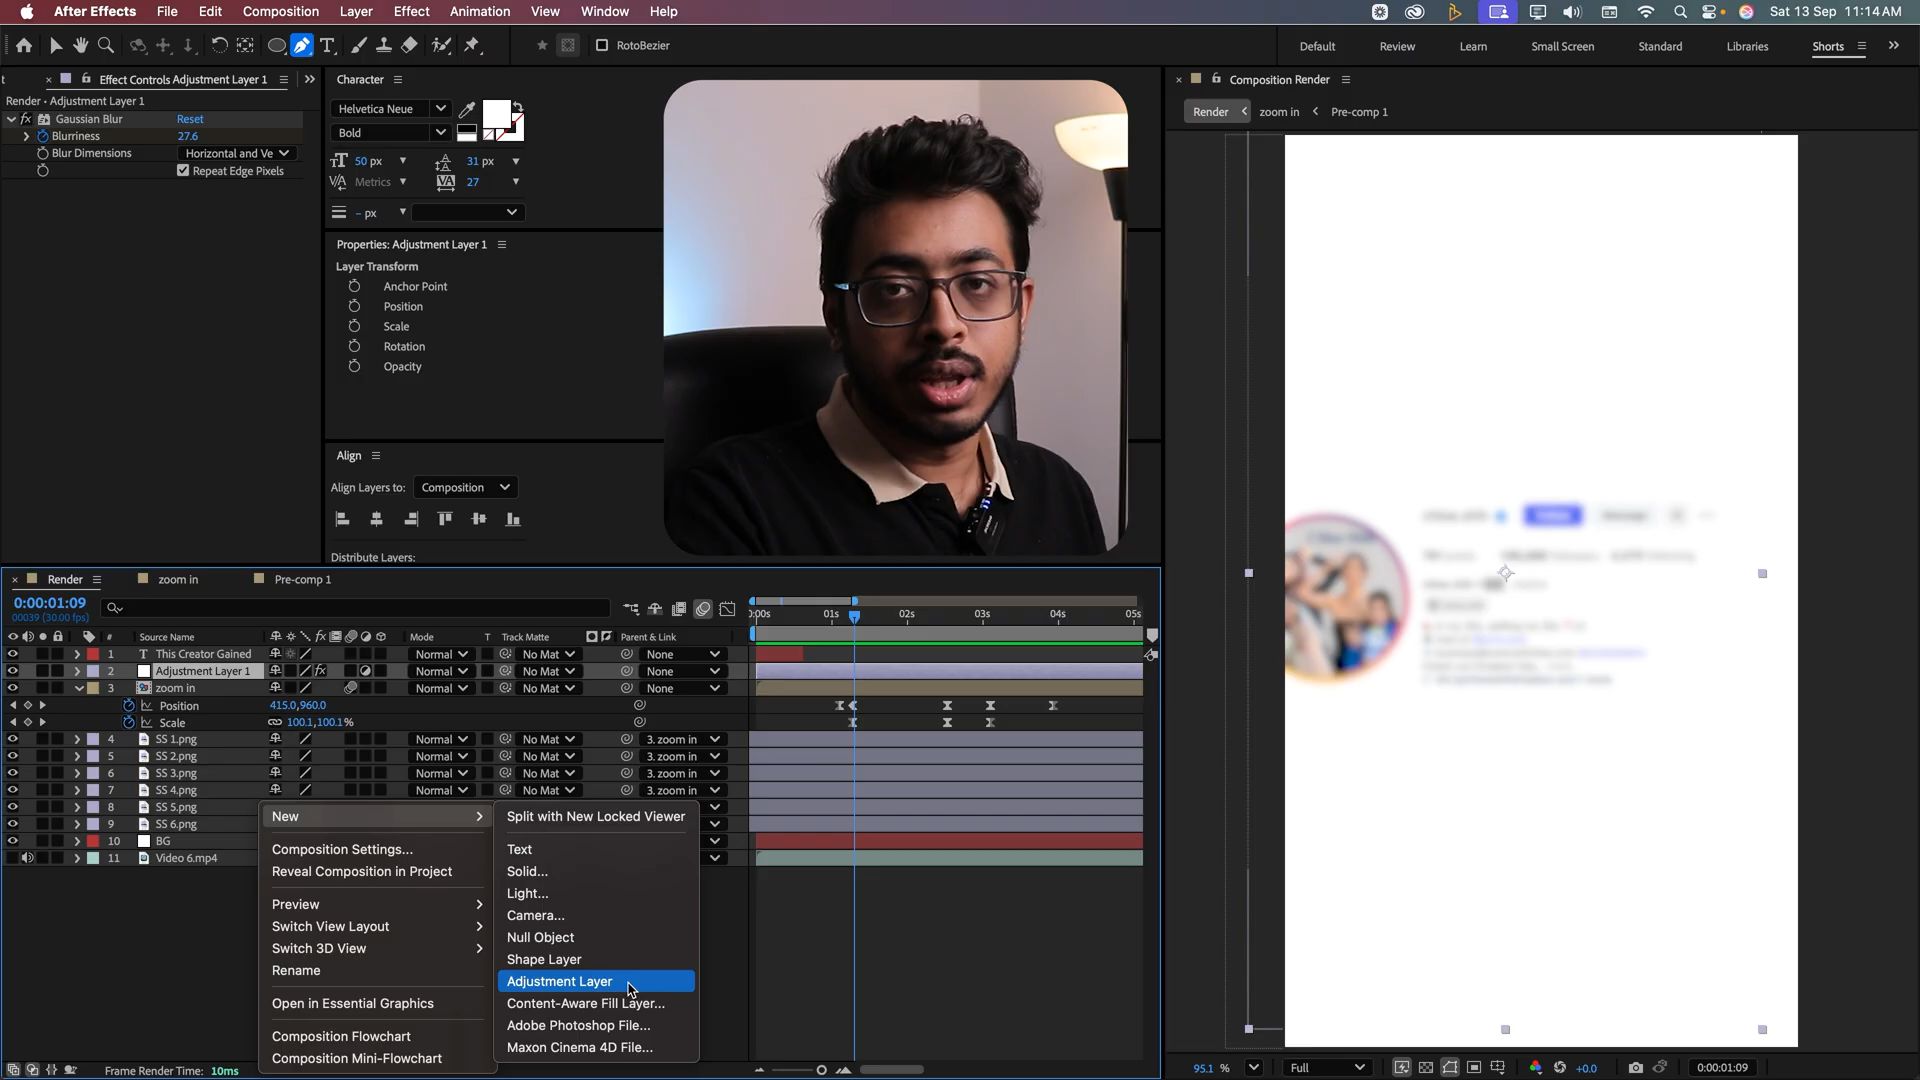 After Effects File Edit Composition Layer Effect Animation View Window Help Sat 13 Sep 11:14 AM
RotoBezier Default Review Learn Small Screen Standard Libraries Shorts
Effect Controls Adjustment Layer 1
Render • Adjustment Layer 1
fx Gaussian Blur Reset
Blurriness 27.6
Blur Dimensions Horizontal and Ve
Repeat Edge Pixels
Character
Helvetica Neue
Bold
50 px 31 px
Metrics 27
- px
Properties: Adjustment Layer 1
Layer Transform
Anchor Point
Position
Scale
Rotation
Opacity
Align
Align Layers to: Composition
Distribute Layers:
Composition Render
Render zoom in Pre-comp 1
Render zoom in Pre-comp 1
0:00:01:09
00039 (30.00 fps)
:00s 01s 02s 03s 04s 05s
# Source Name fx Mode T Track Matte Parent & Link
1 T This Creator Gained Normal No Mat None
2 Adjustment Layer 1 fx Normal No Mat None
3 zoom in Normal No Mat None
Position 415.0,960.0
Scale 100.1,100.1%
4 SS 1.png Normal No Mat 3. zoom in
5 SS 2.png Normal No Mat 3. zoom in
6 SS 3.png Normal No Mat 3. zoom in
7 SS 4.png Normal No Mat 3. zoom in
8 SS 5.png
9 SS 6.png
10 BG
11 Video 6.mp4
New
Composition Settings...
Reveal Composition in Project
Preview
Switch View Layout
Switch 3D View
Rename
Open in Essential Graphics
Composition Flowchart
Composition Mini-Flowchart
Split with New Locked Viewer
Text
Solid...
Light...
Camera...
Null Object
Shape Layer
Adjustment Layer
Content-Aware Fill Layer...
Adobe Photoshop File...
Maxon Cinema 4D File...
Frame Render Time: 10ms
95.1 % Full +0.0 0:00:01:09